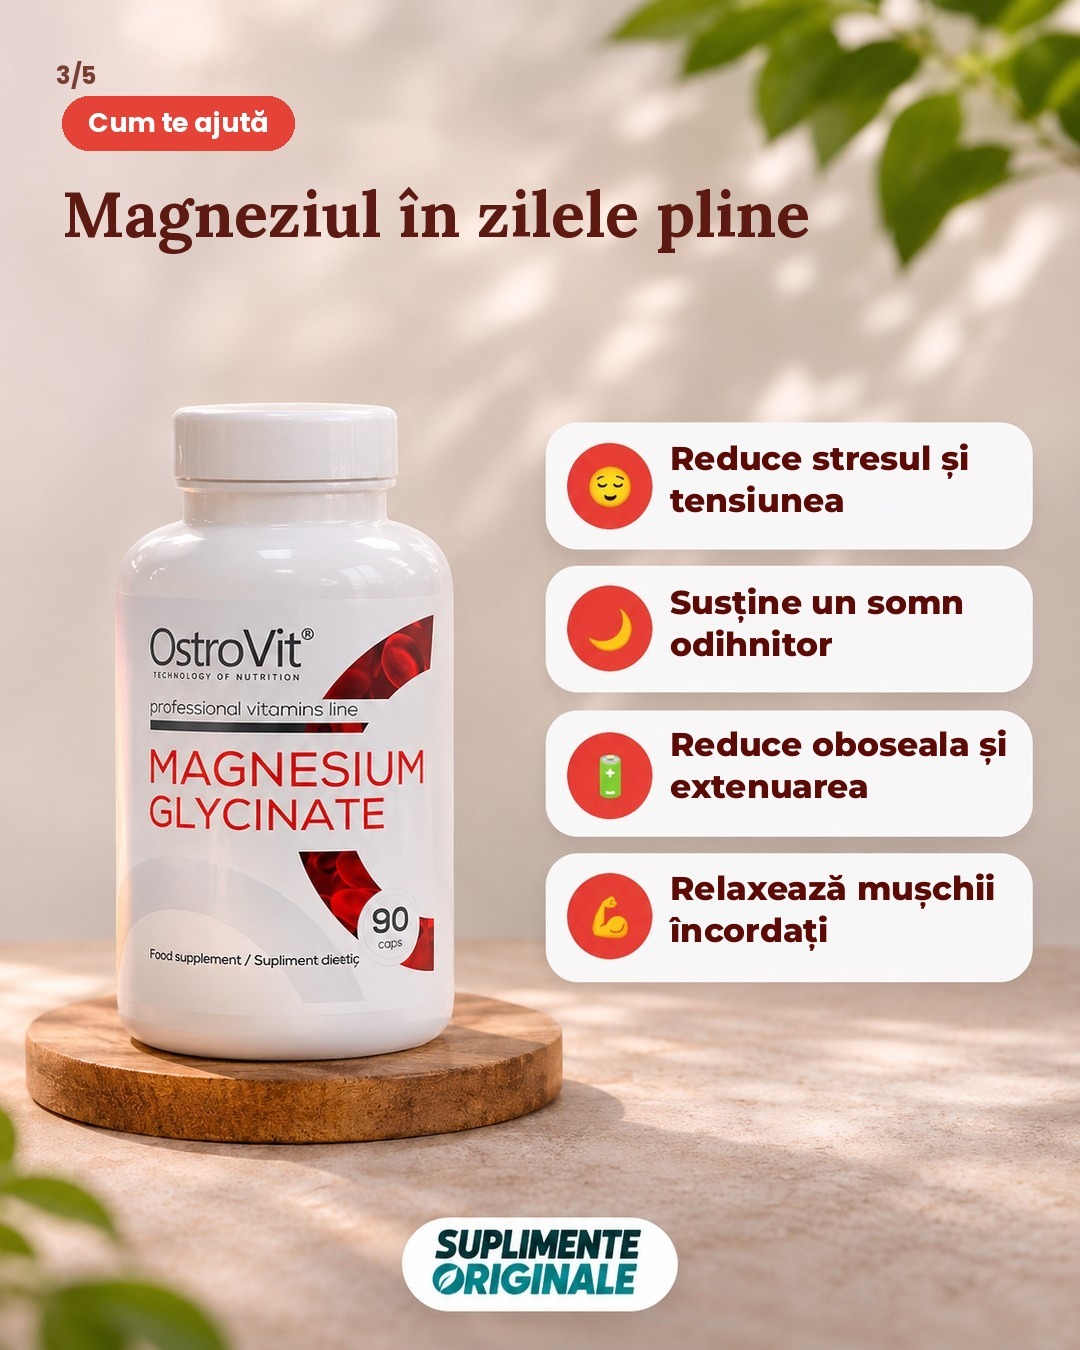 3/5
Cum te ajută
Magneziul în zilele pline
OstroVit®
TECHNOLOGY OF NUTRITION
professional vitamins line
MAGNESIUM
GLYCINATE
90
caps
Food supplement / Supliment dietetic
Reduce stresul și
tensiunea
Susține un somn
odihnitor
Reduce oboseala și
extenuarea
Relaxează mușchii
încordați
SUPLIMENTE
ORIGINALE